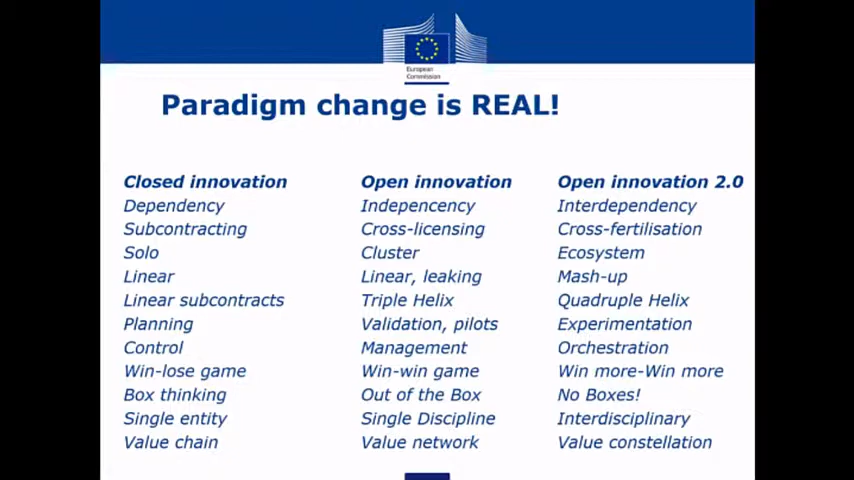 European
Commission
Paradigm change is REAL!
Closed innovation Open innovation Open innovation 2.0
Dependency Indepencency Interdependency
Subcontracting Cross-licensing Cross-fertilisation
Solo Cluster Ecosystem
Linear Linear, leaking Mash-up
Linear subcontracts Triple Helix Quadruple Helix
Planning Validation, pilots Experimentation
Control Management Orchestration
Win-lose game Win-win game Win more-Win more
Box thinking Out of the Box No Boxes!
Single entity Single Discipline Interdisciplinary
Value chain Value network Value constellation